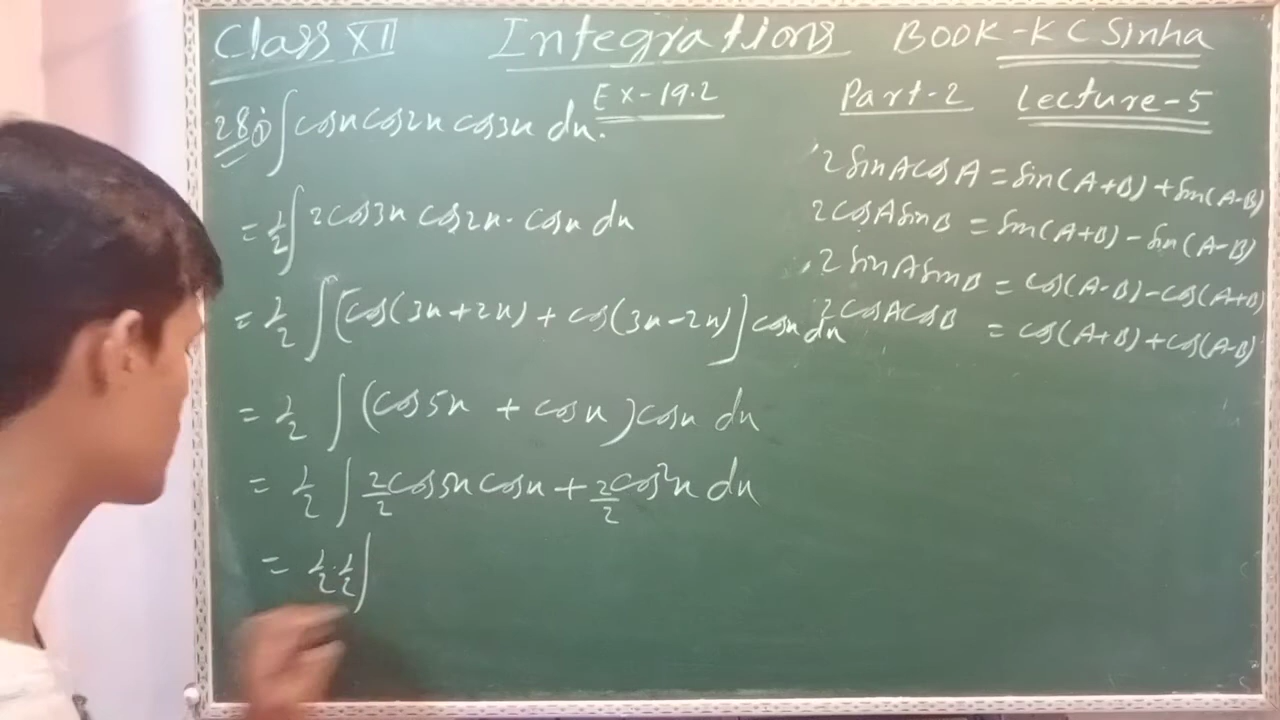 Class XII Integrations BOOK-KC Sinha
Ex-19.2 Part-2 Lecture-5
28 (i) ∫ cosx cos2x cos3x dx.
= 1/2 ∫ 2cos3x cos2x · cosx dx
= 1/2 ∫ [cos(3x+2x) + cos(3x-2x)] cosx dx
= 1/2 ∫ (cos5x + cosx) cosx dx
= 1/2 ∫ 2/2 cos5x cosx + 2/2 cos²x dx
= 1/2 · 1/2 ∫
2 SinA cosA = Sin(A+B) + Sin(A-B)
2 cosA SinB = Sin(A+B) - Sin(A-B)
2 SinA SinB = cos(A-B) - cos(A+B)
2 cosA cosB = cos(A+B) + cos(A-B)